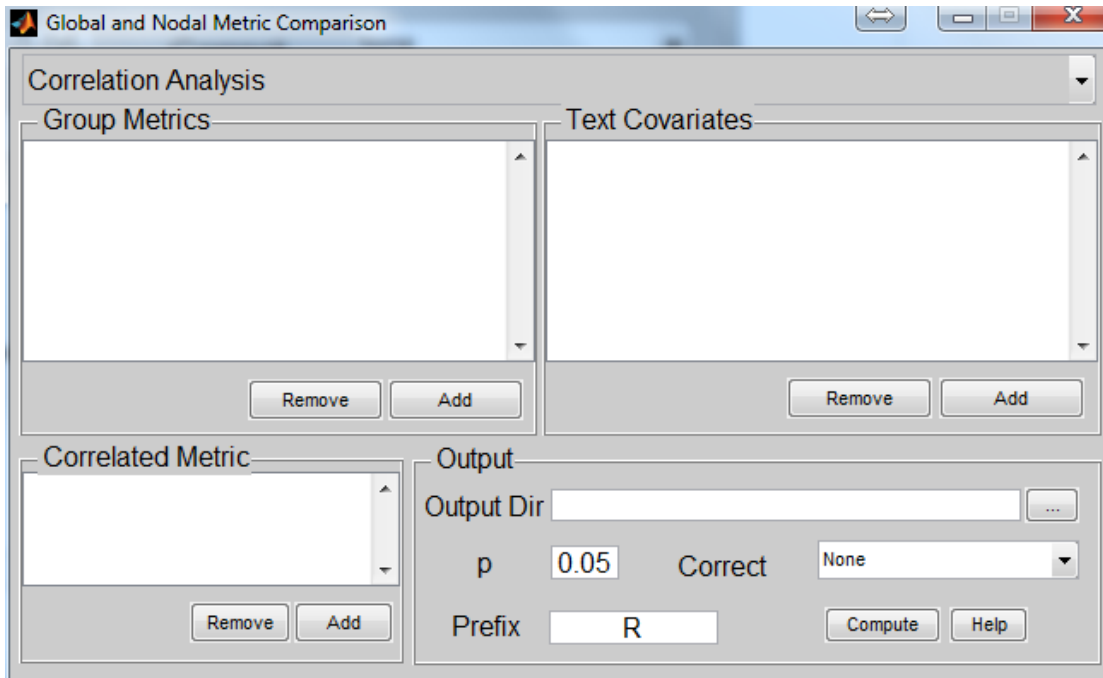 Global and Nodal Metric Comparison
Correlation Analysis
Group Metrics
Text Covariates
Remove Add
Remove Add
Correlated Metric
Remove Add
Output
Output Dir ...
p 0.05 Correct None
Prefix R Compute Help